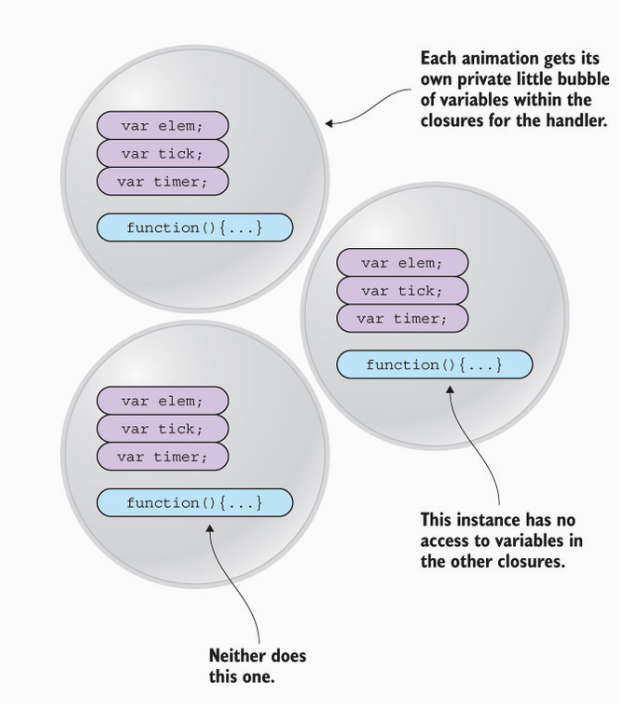 Each animation gets its
own private little bubble
of variables within the
closures for the handler.
var elem;
var tick;
var timer;
function(){...}
var elem;
var tick;
var timer;
function(){...}
var elem;
var tick;
var timer;
function(){...}
This instance has no
access to variables in
the other closures.
Neither does
this one.